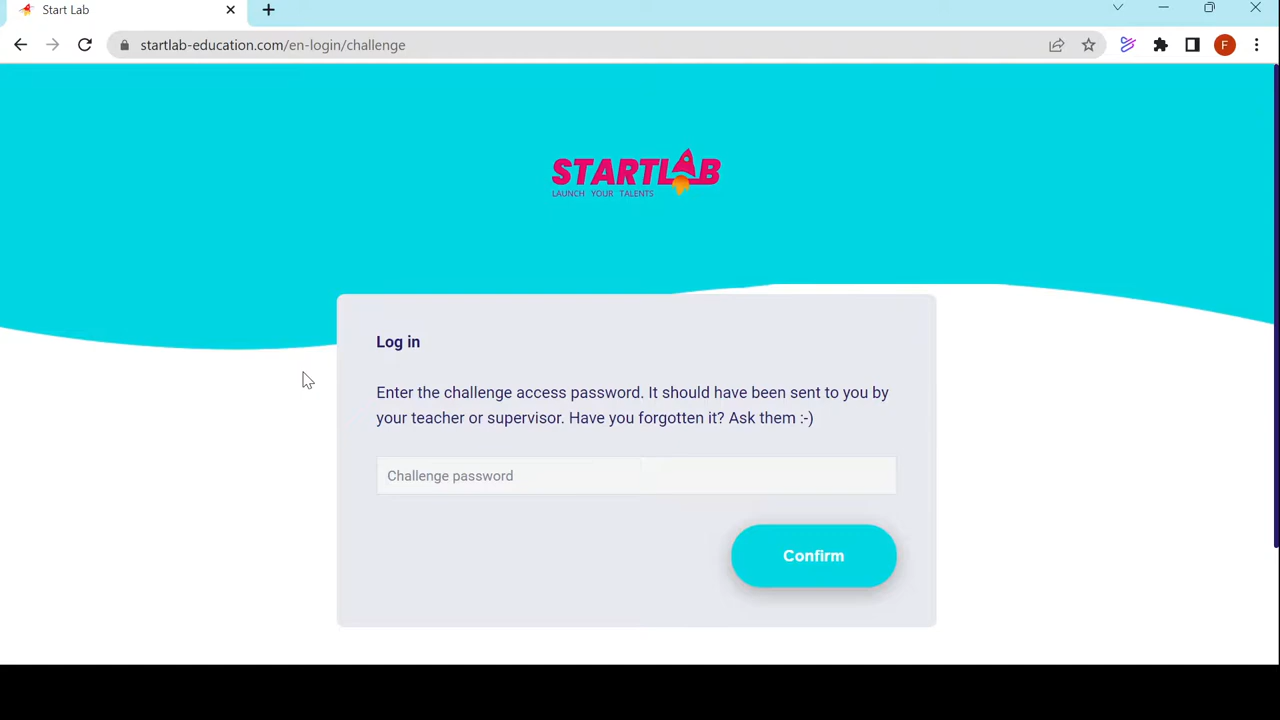 Start Lab
startlab-education.com/en-login/challenge
F
STARTLAB
LAUNCH YOUR TALENTS
Log in
Enter the challenge access password. It should have been sent to you by
your teacher or supervisor. Have you forgotten it? Ask them :-)
Challenge password
Confirm